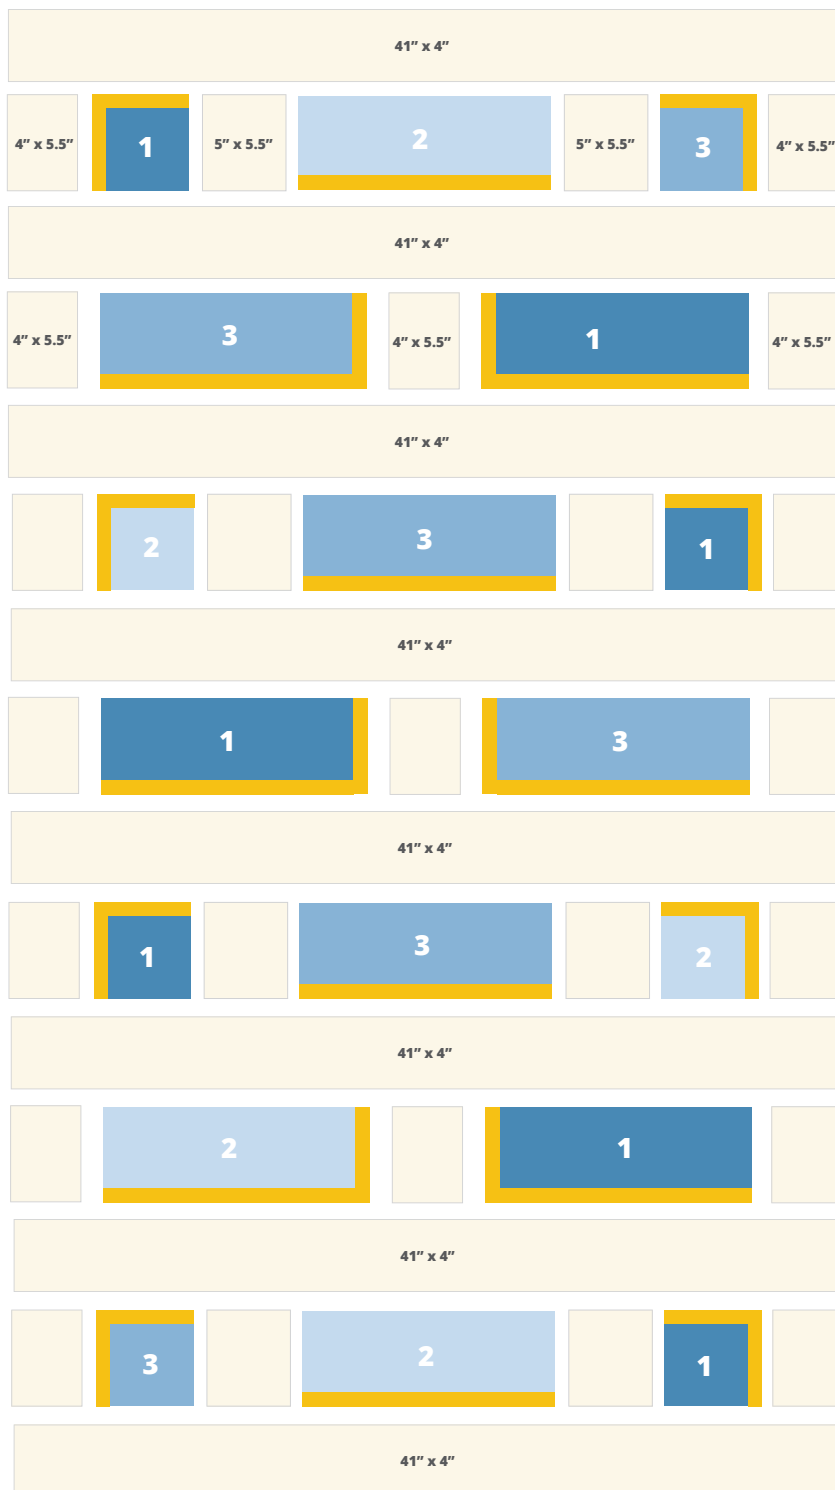 41” x 4”
4” x 5.5” 1 5” x 5.5” 2 5” x 5.5” 3 4” x 5.5”
41” x 4”
4” x 5.5” 3 4” x 5.5” 1 4” x 5.5”
41” x 4”
2 3 1
41” x 4”
1 3
41” x 4”
1 3 2
41” x 4”
2 1
41” x 4”
3 2 1
41” x 4”